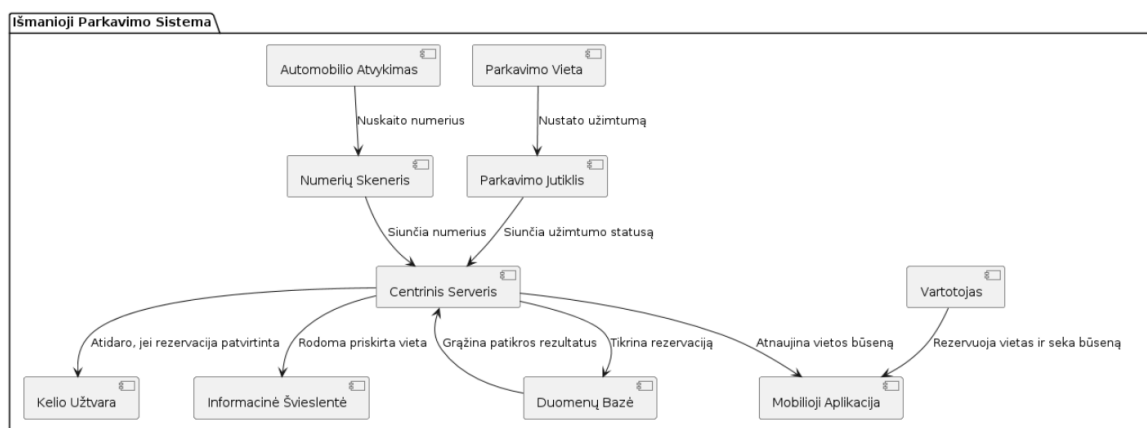 Išmanioji Parkavimo Sistema
Automobilio Atvykimas
Parkavimo Vieta
Nuskaito numerius
Nustato užimtumą
Numerių Skeneris
Parkavimo Jutiklis
Siunčia numerius
Siunčia užimtumo statusą
Centrinis Serveris
Vartotojas
Atidaro, jei rezervacija patvirtinta
Rodoma priskirta vieta
Grąžina patikros rezultatus
Tikrina rezervaciją
Atnaujina vietos būseną
Rezervuoja vietas ir seka būseną
Kelio Užtvara
Informacinė Švieslentė
Duomenų Bazė
Mobilioji Aplikacija